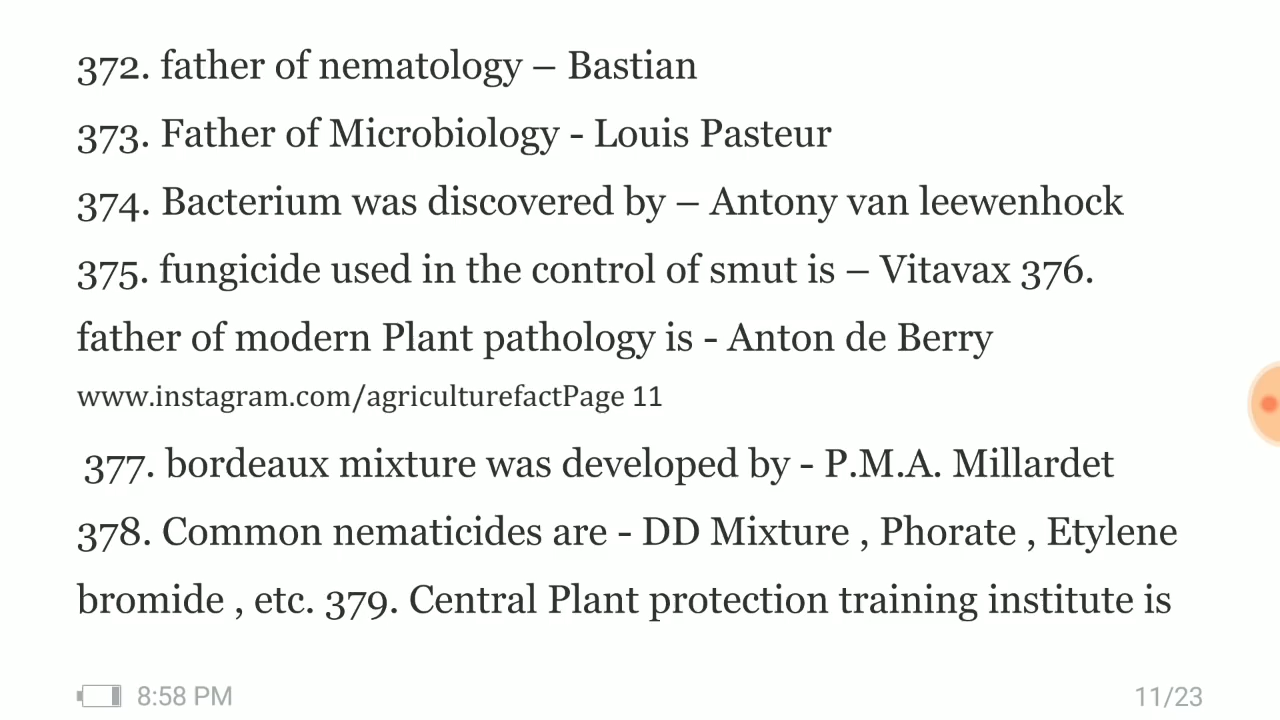 372. father of nematology – Bastian
373. Father of Microbiology - Louis Pasteur
374. Bacterium was discovered by – Antony van leewenhock
375. fungicide used in the control of smut is – Vitavax 376.
father of modern Plant pathology is - Anton de Berry
www.instagram.com/agriculturefactPage 11
377. bordeaux mixture was developed by - P.M.A. Millardet
378. Common nematicides are - DD Mixture , Phorate , Etylene
bromide , etc. 379. Central Plant protection training institute is
8:58 PM 11/23